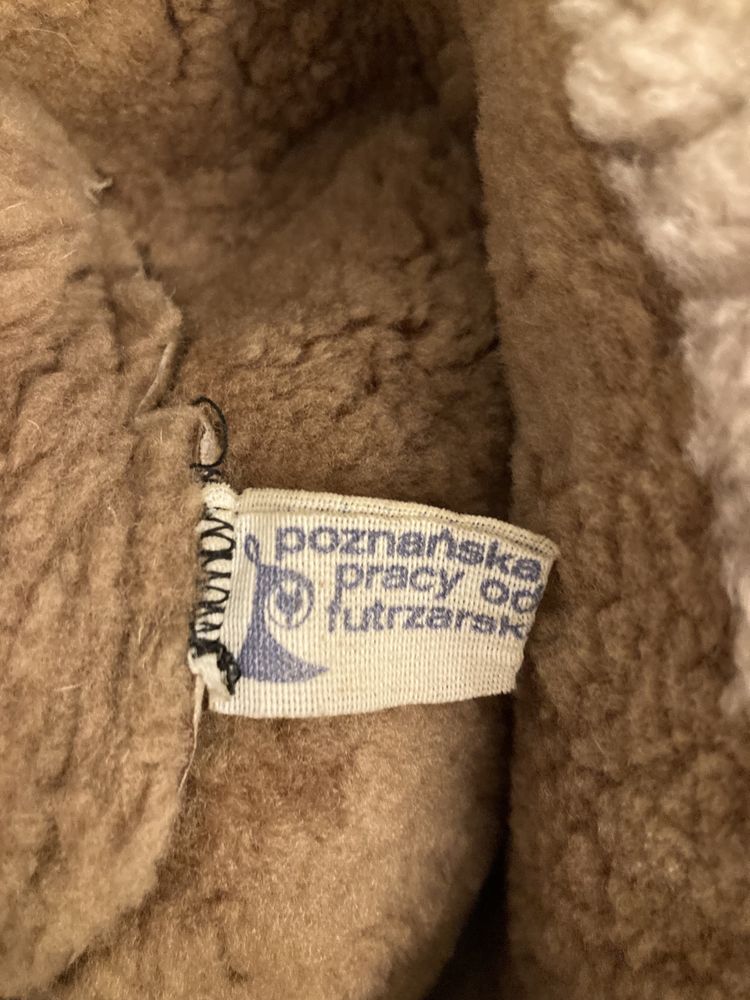 poznańska
pracy od
futrzarsk